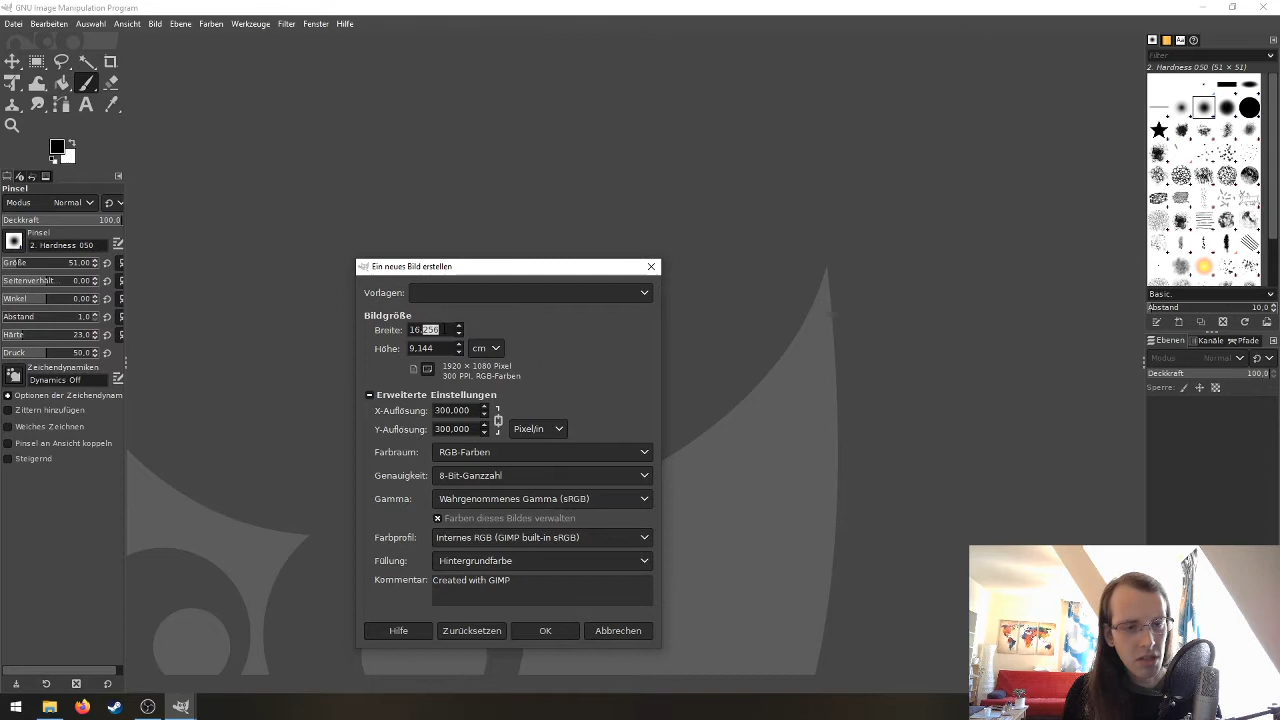 GNU Image Manipulation Program
Datei Bearbeiten Auswahl Ansicht Bild Ebene Farben Werkzeuge Filter Fenster Hilfe
Filter
2. Hardness 050 (51 × 51)
Pinsel
Modus Normal
Deckkraft 100,0
Pinsel
2. Hardness 050
Größe 51,00
Seitenverhält... 0,00
Winkel 0,00
Abstand 1,0
Härte 23,0
Druck 50,0
Zeichendynamiken
Dynamics Off
Optionen der Zeichendynam
Zittern hinzufügen
Weiches Zeichnen
Pinsel an Ansicht koppeln
Steigernd
Ein neues Bild erstellen
Vorlagen:
Bildgröße
Breite: 16,256
Höhe: 9,144 cm
1920 × 1080 Pixel
300 PPI, RGB-Farben
Erweiterte Einstellungen
X-Auflösung: 300,000
Y-Auflösung: 300,000 Pixel/in
Farbraum: RGB-Farben
Genauigkeit: 8-Bit-Ganzzahl
Gamma: Wahrgenommenes Gamma (sRGB)
Farben dieses Bildes verwalten
Farbprofil: Internes RGB (GIMP built-in sRGB)
Füllung: Hintergrundfarbe
Kommentar: Created with GIMP
Hilfe Zurücksetzen OK Abbrechen
Basic.
Abstand 10,0
Ebenen Kanäle Pfade
Modus Normal
Deckkraft 100,0
Sperre: